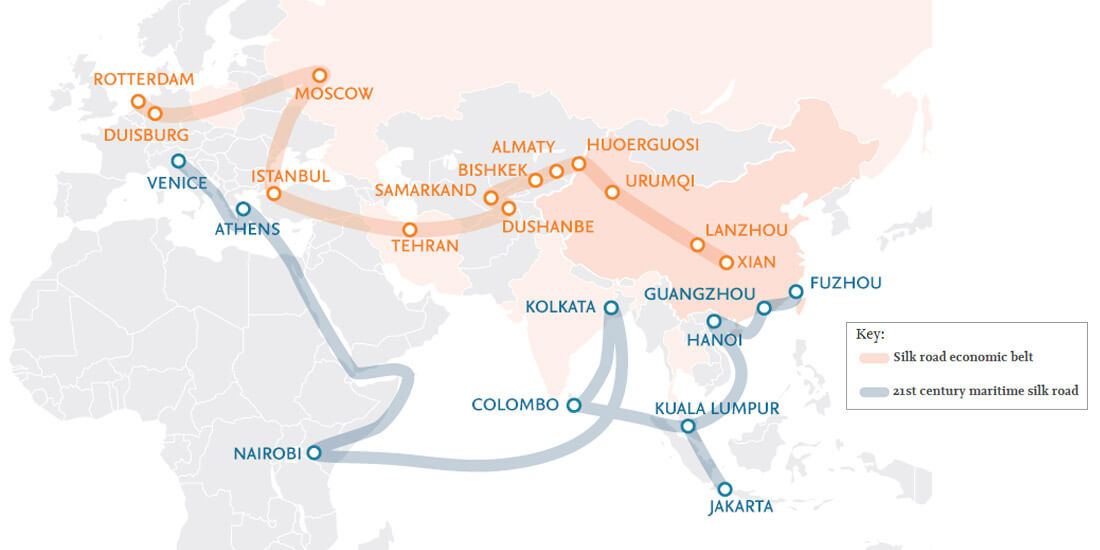 ROTTERDAM
MOSCOW
DUISBURG
ALMATY
HUOERGUOSI
BISHKEK
VENICE
ISTANBUL
SAMARKAND
URUMQI
ATHENS
TEHRAN
DUSHANBE
LANZHOU
XIAN
FUZHOU
GUANGZHOU
KOLKATA
HANOI
Key:
Silk road economic belt
21st century maritime silk road
COLOMBO
KUALA LUMPUR
NAIROBI
JAKARTA